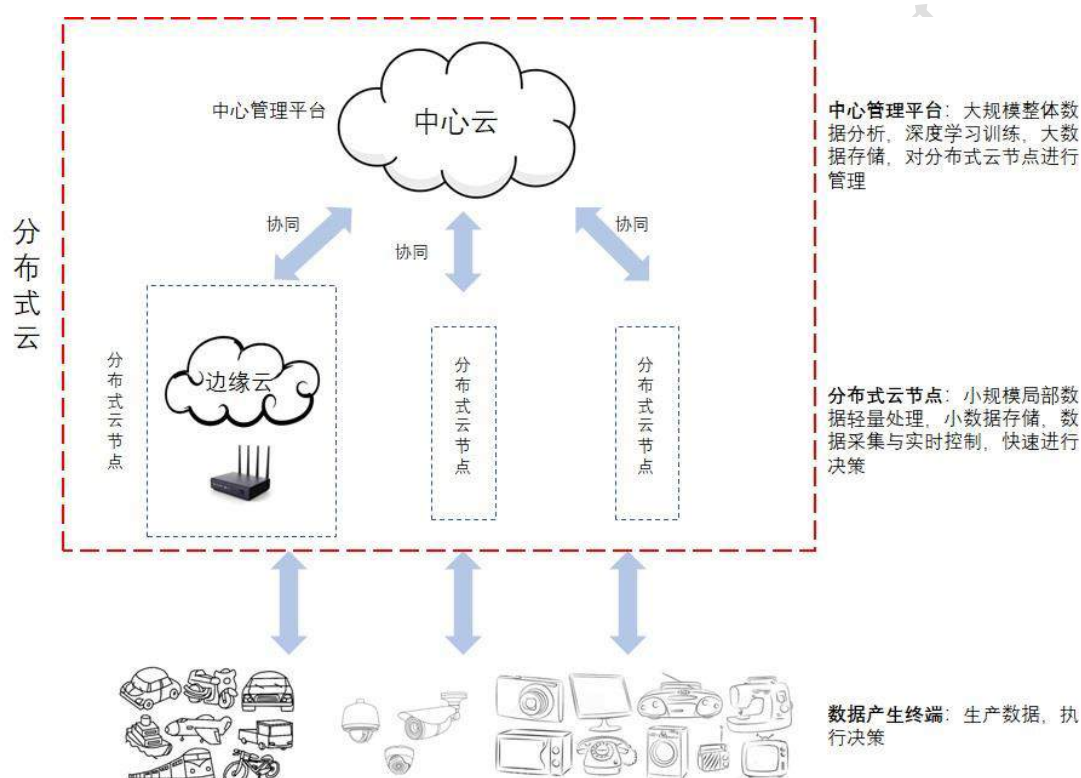 中心管理平台
中心云
中心管理平台：大规模整体数
据分析，深度学习训练，大数
据存储，对分布式云节点进行
管理
协同
协同
协同
分布式云
分布式云节点
边缘云
分布式云节点
分布式云节点
分布式云节点：小规模局部数
据轻量处理，小数据存储，数
据采集与实时控制，快速进行
决策
数据产生终端：生产数据，执
行决策